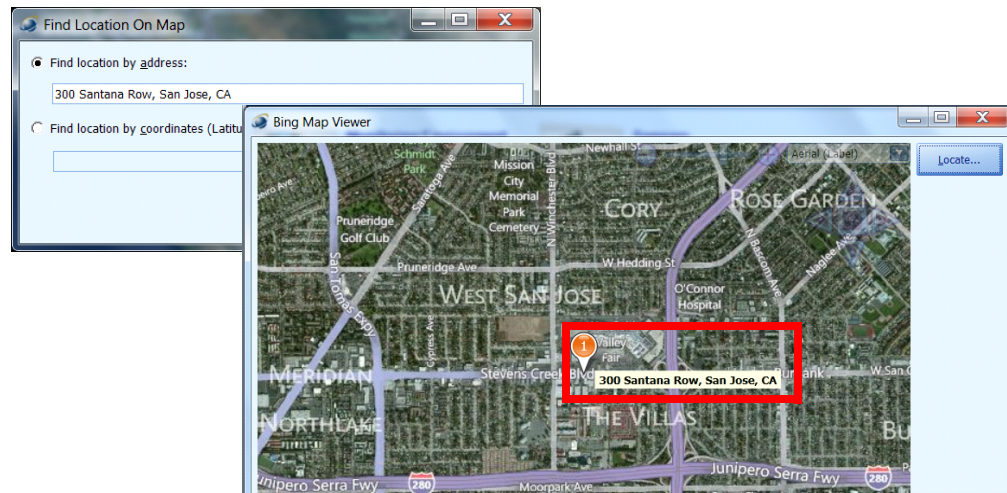 Find Location On Map
Find location by address:
300 Santana Row, San Jose, CA
Find location by coordinates (Latitu
Bing Map Viewer
Locate...
Aerial (Label)
Newhall St
Schmidt
Park
Saratoga Ave
Mission
City
Memorial
Park
Cemetery
N Winchester Blvd
CORY
ROSE GARDEN
Pruneridge
Golf Club
N Bascom Ave
Naglee Ave
San Tomas Expy
Pruneridge Ave
W Hedding St
WEST SAN JOSE
O'Connor
Hospital
Cypress Ave
1
Valley
Fair
MERIDIAN
Stevens Creek Blvd
300 Santana Row, San Jose, CA
W San C
NORTHLAKE
THE VILLAS
Bu
Junipero Serra Fwy
280
Moorpark Ave
Junipero Serra Fwy
280